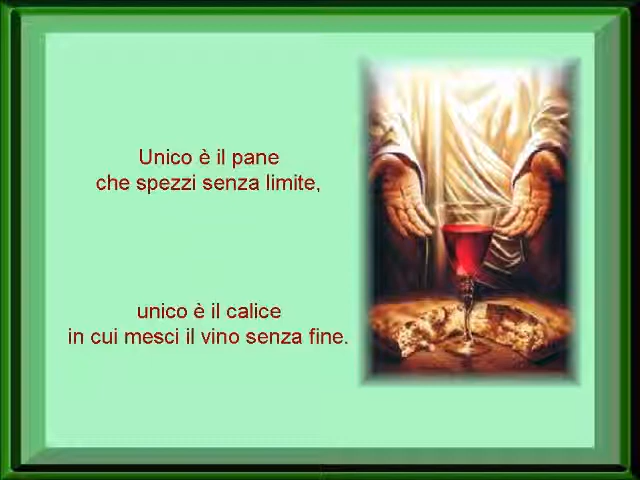 Unico è il pane
che spezzi senza limite,
unico è il calice
in cui mesci il vino senza fine.